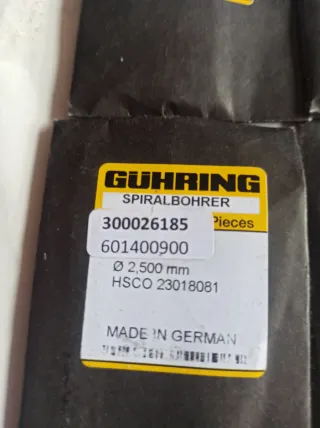 GÜHRING
SPIRALBOHRER
300026185
Pieces
601400900
Ø 2,500 mm
HSCO 23018081
MADE IN GERMAN